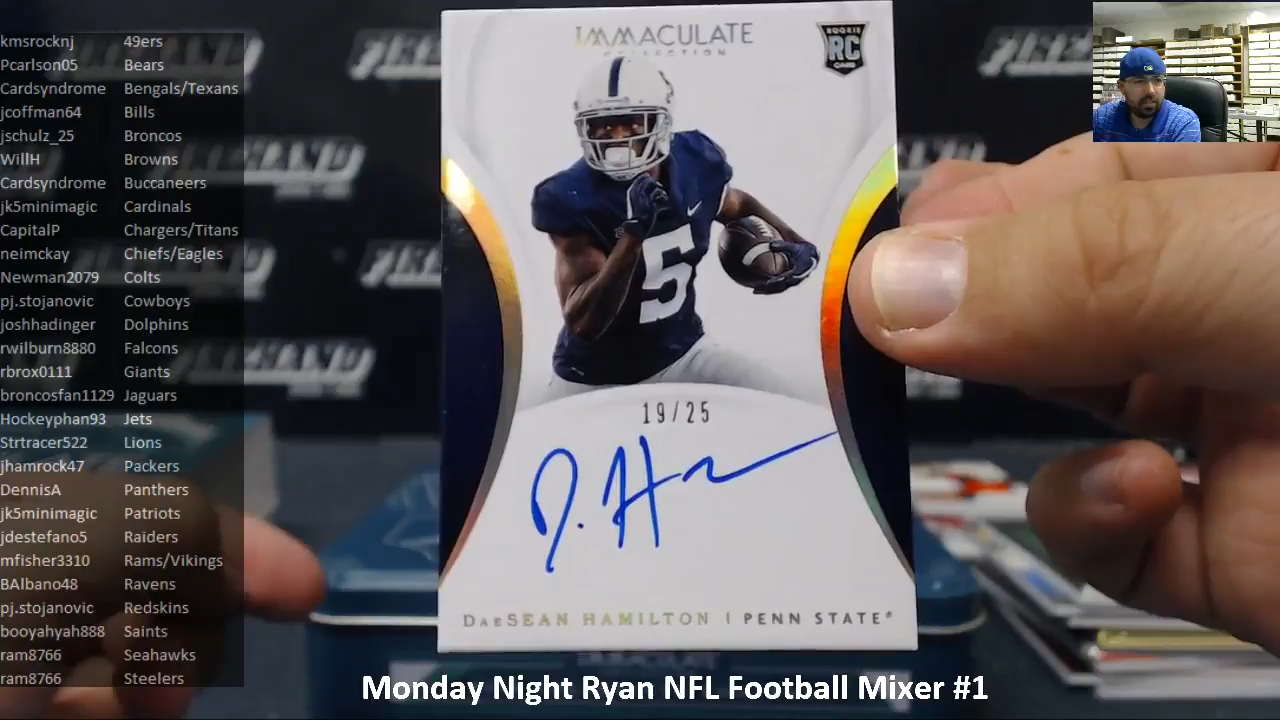 kmsrocknj 49ers
Pcarlson05 Bears
Cardsyndrome Bengals/Texans
jcoffman64 Bills
jschulz_25 Broncos
WillH Browns
Cardsyndrome Buccaneers
jk5minimagic Cardinals
CapitalP Chargers/Titans
neimckay Chiefs/Eagles
Newman2079 Colts
pj.stojanovic Cowboys
joshhadinger Dolphins
rwilburn8880 Falcons
rbrox0111 Giants
broncosfan1129 Jaguars
Hockeyphan93 Jets
Strtracer522 Lions
jhamrock47 Packers
DennisA Panthers
jk5minimagic Patriots
jdestefano5 Raiders
mfisher3310 Rams/Vikings
BAlbano48 Ravens
pj.stojanovic Redskins
booyahyah888 Saints
ram8766 Seahawks
ram8766 Steelers
IMMACULATE
COLLECTION
ROOKIE
RC
CARD
5
19/25
D. H
DAESEAN HAMILTON | PENN STATE
Monday Night Ryan NFL Football Mixer #1